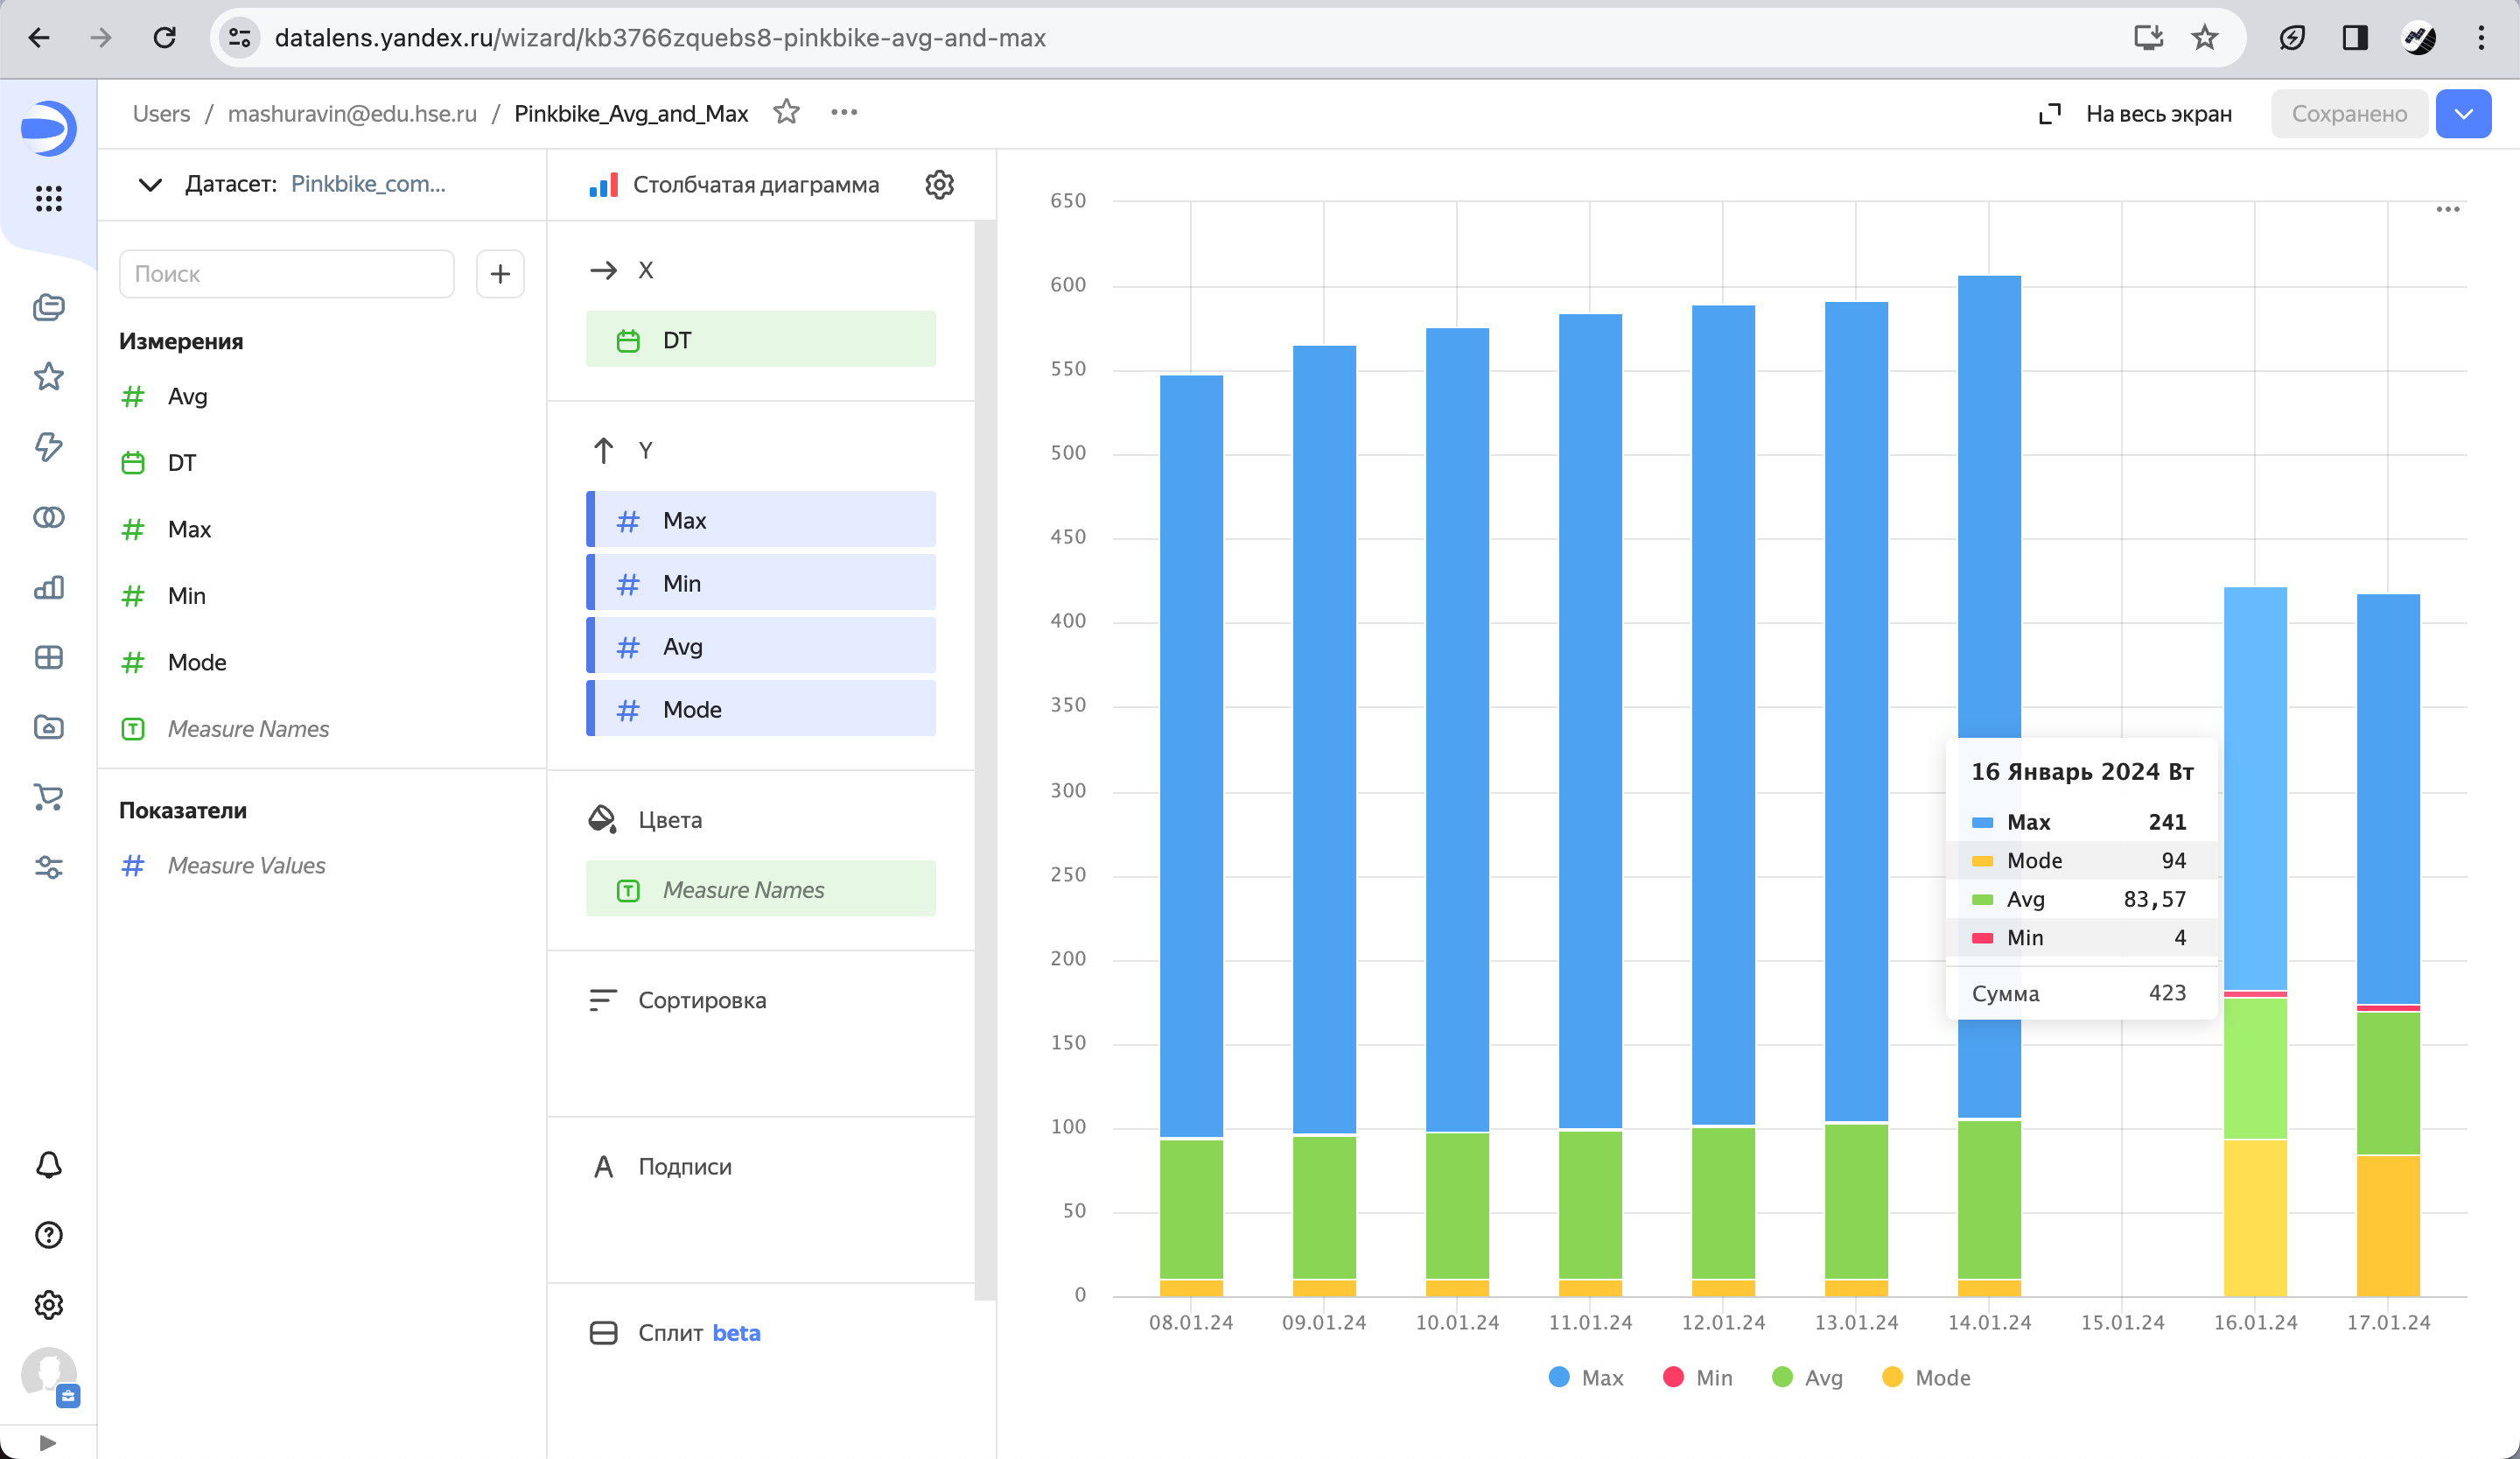 datalens.yandex.ru/wizard/kb3766zquebs8-pinkbike-avg-and-max
Users / mashuravin@edu.hse.ru / Pinkbike_Avg_and_Max
На весь экран
Сохранено
Датасет: Pinkbike_com...
Поиск
Измерения
Avg
DT
Max
Min
Mode
Measure Names
Показатели
Measure Values
Столбчатая диаграмма
X
DT
Y
Max
Min
Avg
Mode
Цвета
Measure Names
Сортировка
Подписи
Сплит beta
650
600
550
500
450
400
350
300
250
200
150
100
50
0
08.01.24 09.01.24 10.01.24 11.01.24 12.01.24 13.01.24 14.01.24 15.01.24 16.01.24 17.01.24
16 Январь 2024 Вт
Max 241
Mode 94
Avg 83,57
Min 4
Сумма 423
Max Min Avg Mode